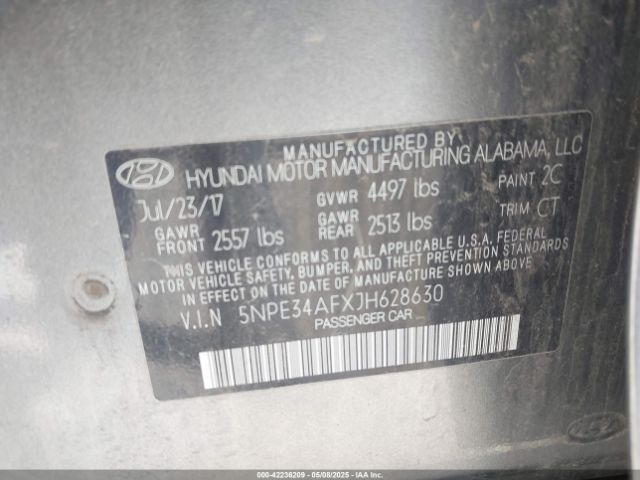 MANUFACTURED BY
HYUNDAI MOTOR MANUFACTURING ALABAMA, LLC
Jul/23/17 GVWR 4497 lbs PAINT 2C
GAWR FRONT 2557 lbs GAWR REAR 2513 lbs TRIM CT
THIS VEHICLE CONFORMS TO ALL APPLICABLE U.S.A FEDERAL
MOTOR VEHICLE SAFETY, BUMPER, AND THEFT PREVENTION STANDARDS
IN EFFECT ON THE DATE OF MANUFACTURE SHOWN ABOVE
V.I.N 5NPE34AFXJH628630
PASSENGER CAR
000-42236209 05/08/2025 COPYRIGHT IAA, LLC